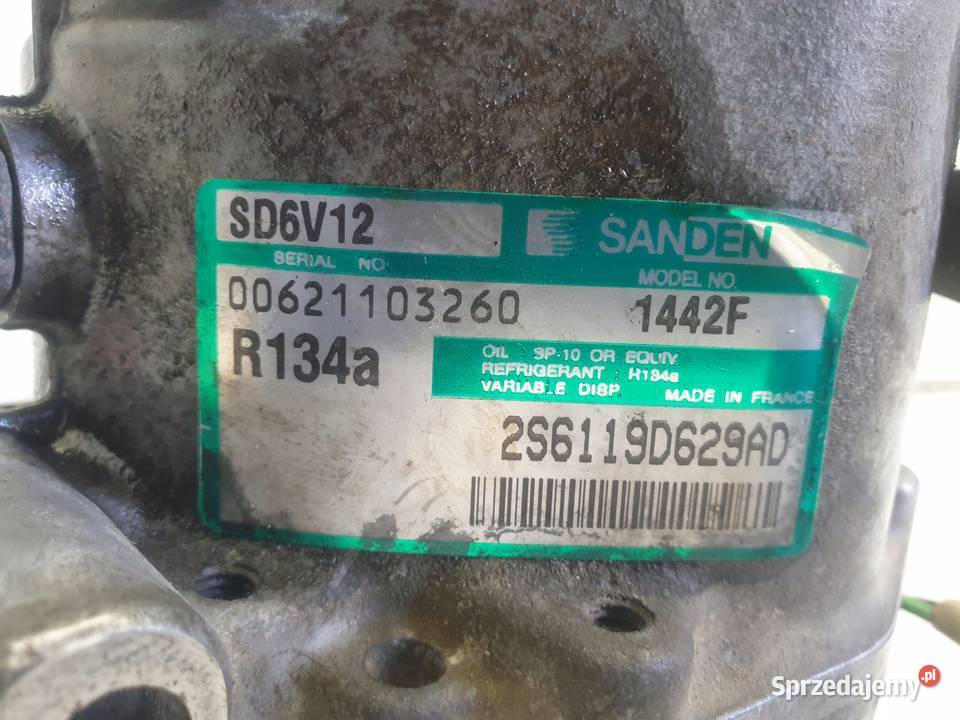 SD6V12
SANDEN
SERIAL NO
MODEL NO.
00621103260
1442F
R134a
OIL : SP-10 OR EQUIV.
REFRIGERANT : R134a
VARIABLE DISP.
MADE IN FRANCE
2S6119D629AD
Sprzedajemy.pl